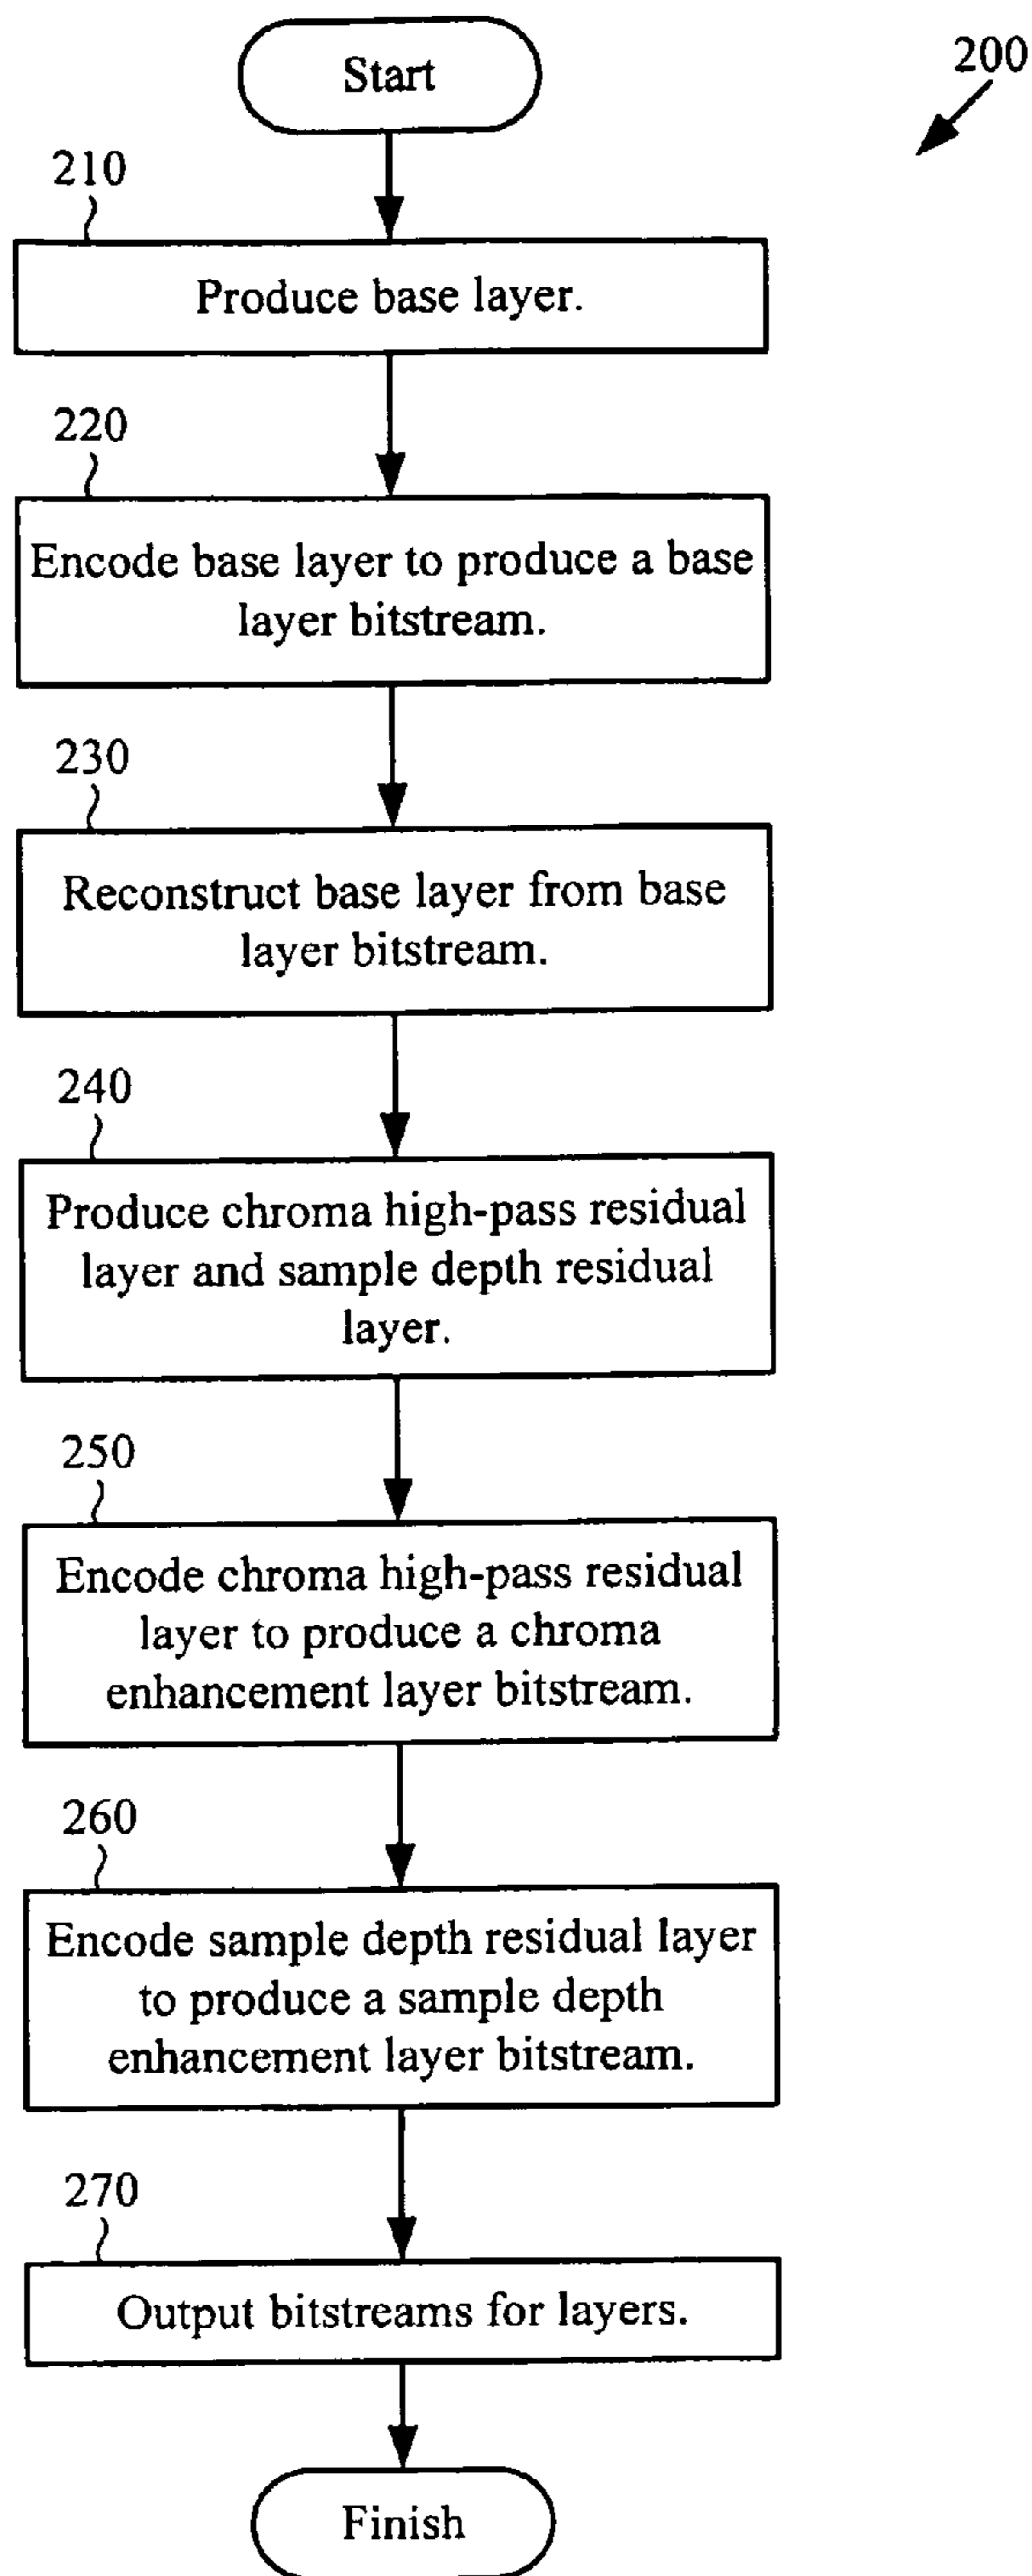 Start
200
210
Produce base layer.
220
Encode base layer to produce a base
layer bitstream.
230
Reconstruct base layer from base
layer bitstream.
240
Produce chroma high-pass residual
layer and sample depth residual
layer.
250
Encode chroma high-pass residual
layer to produce a chroma
enhancement layer bitstream.
260
Encode sample depth residual layer
to produce a sample depth
enhancement layer bitstream.
270
Output bitstreams for layers.
Finish